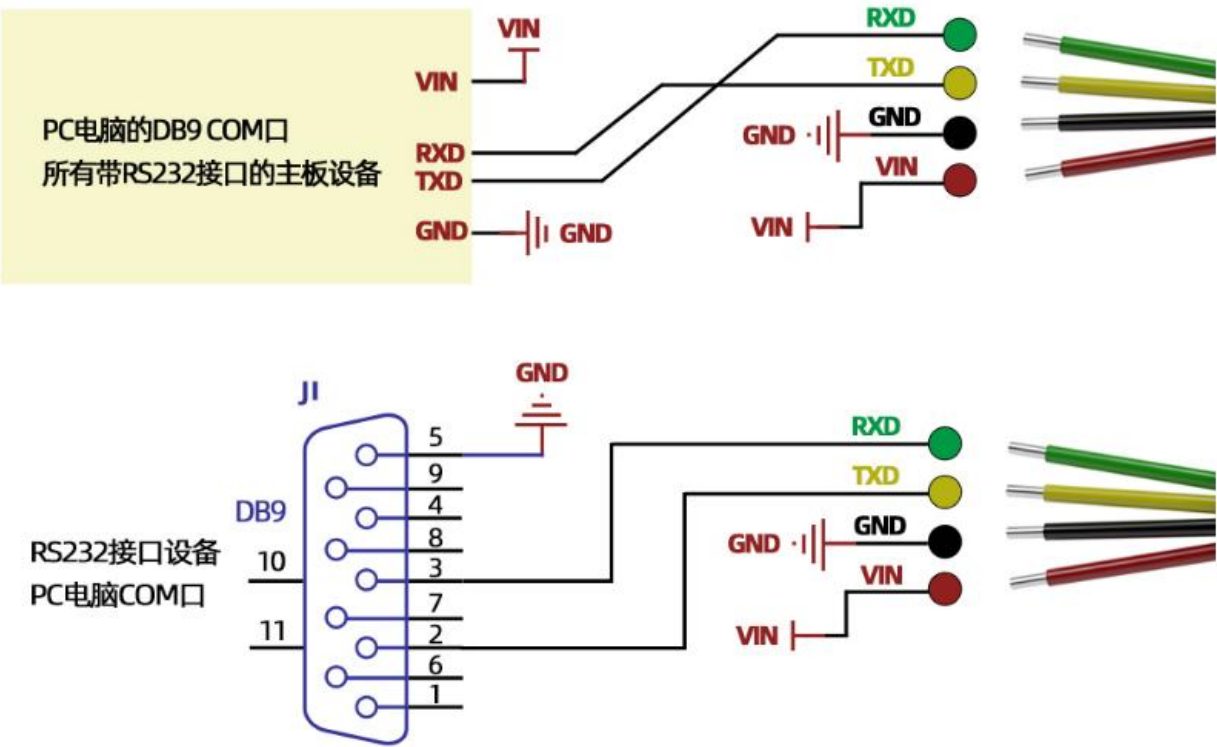 VIN
VIN
PC电脑的DB9 COM口
所有带RS232接口的主板设备
RXD
TXD
GND
GND
RXD
TXD
GND
GND
VIN
VIN
GND
J1
5
9
4
8
3
7
2
6
1
DB9
10
11
RS232接口设备
PC电脑COM口
RXD
TXD
GND
GND
VIN
VIN